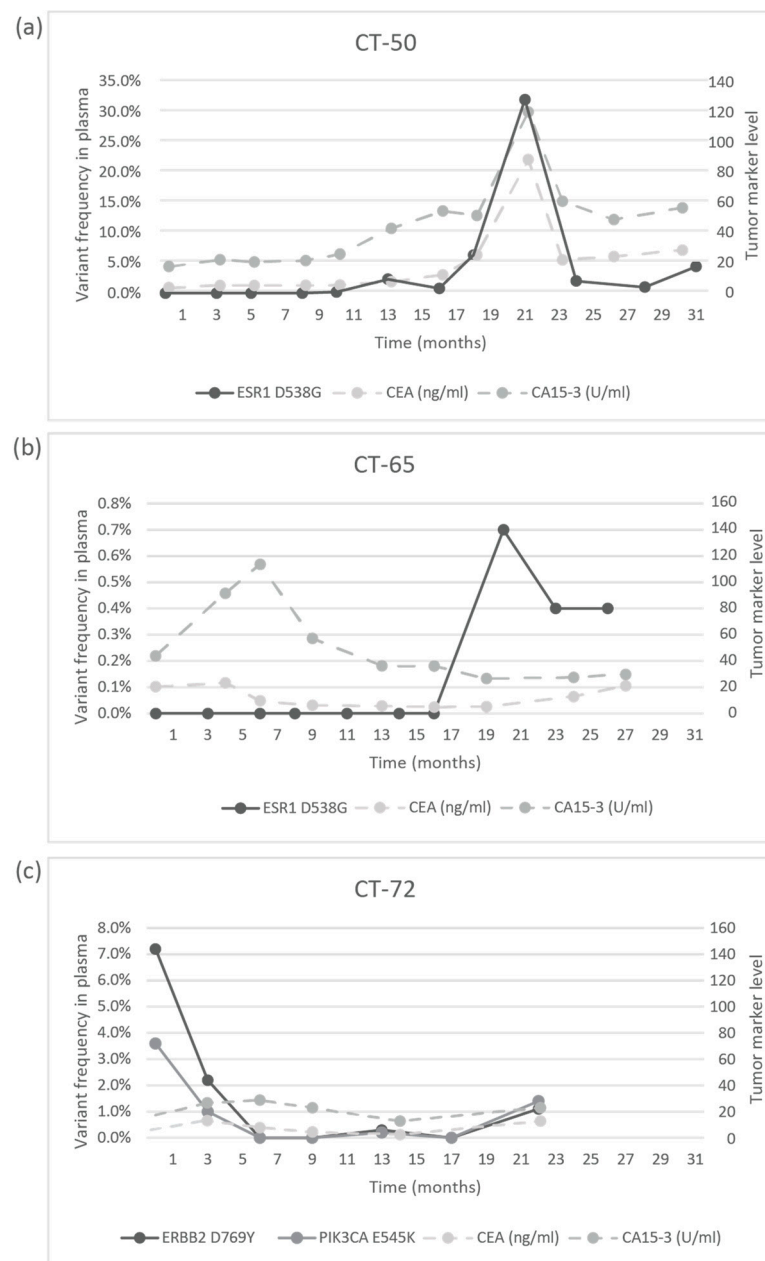 (a)
CT-50
Variant frequency in plasma
35.0%
30.0%
25.0%
20.0%
15.0%
10.0%
5.0%
0.0%
140
120
100
80
60
40
20
0
Tumor marker level
1 3 5 7 9 11 13 15 17 19 21 23 25 27 29 31
Time (months)
ESR1 D538G CEA (ng/ml) CA15-3 (U/ml)
(b)
CT-65
Variant frequency in plasma
0.8%
0.7%
0.6%
0.5%
0.4%
0.3%
0.2%
0.1%
0.0%
160
140
120
100
80
60
40
20
0
Tumor marker level
1 3 5 7 9 11 13 15 17 19 21 23 25 27 29 31
Time (months)
ESR1 D538G CEA (ng/ml) CA15-3 (U/ml)
(c)
CT-72
Variant frequency in plasma
8.0%
7.0%
6.0%
5.0%
4.0%
3.0%
2.0%
1.0%
0.0%
160
140
120
100
80
60
40
20
0
Tumor marker level
1 3 5 7 9 11 13 15 17 19 21 23 25 27 29 31
Time (months)
ERBB2 D769Y PIK3CA E545K CEA (ng/ml) CA15-3 (U/ml)